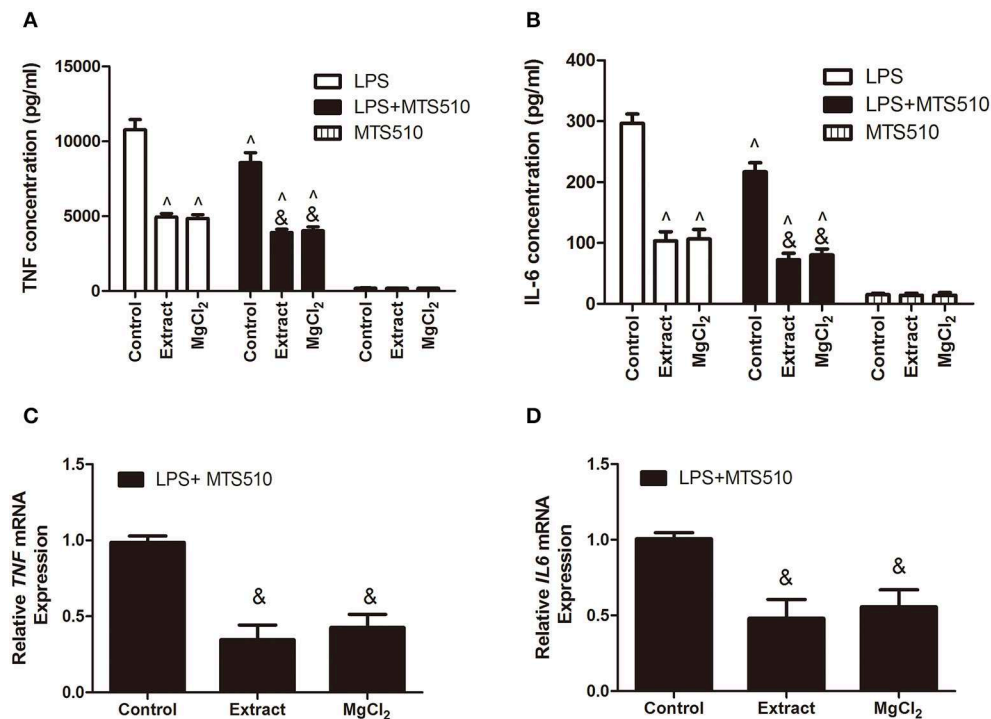 A
TNF concentration (pg/ml)
15000
10000
5000
0
LPS
LPS+MTS510
MTS510
^ ^
^
^ ^
& &
Control
Extract
MgCl₂
Control
Extract
MgCl₂
Control
Extract
MgCl₂
B
IL-6 concentration (pg/ml)
400
300
200
100
0
LPS
LPS+MTS510
MTS510
^ ^
^
^ ^
& &
Control
Extract
MgCl₂
Control
Extract
MgCl₂
Control
Extract
MgCl₂
C
Relative TNF mRNA
Expression
1.5
1.0
0.5
0.0
LPS+ MTS510
& &
Control Extract MgCl₂
D
Relative IL6 mRNA
Expression
1.5
1.0
0.5
0.0
LPS+MTS510
& &
Control Extract MgCl₂